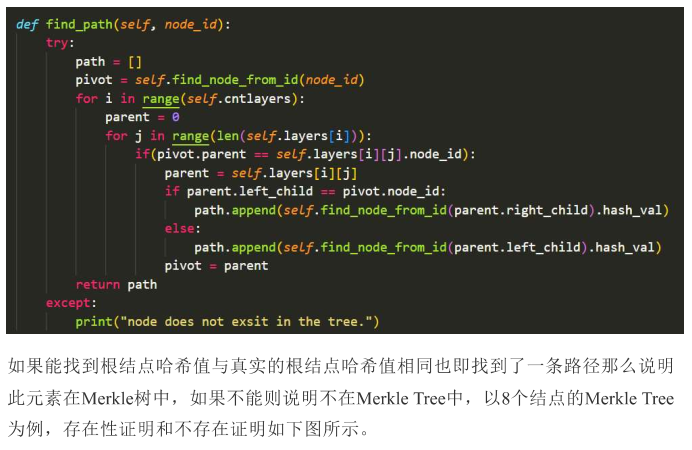 def find_path(self, node_id):
    try:
        path = []
        pivot = self.find_node_from_id(node_id)
        for i in range(self.cntlayers):
            parent = 0
            for j in range(len(self.layers[i])):
                if(pivot.parent == self.layers[i][j].node_id):
                    parent = self.layers[i][j]
                    if parent.left_child == pivot.node_id:
                        path.append(self.find_node_from_id(parent.right_child).hash_val)
                    else:
                        path.append(self.find_node_from_id(parent.left_child).hash_val)
                    pivot = parent
        return path
    except:
        print("node does not exsit in the tree.")
如果能找到根结点哈希值与真实的根结点哈希值相同也即找到了一条路径那么说明
此元素在Merkle树中，如果不能则说明不在Merkle Tree中，以8个结点的Merkle Tree
为例，存在性证明和不存在证明如下图所示。